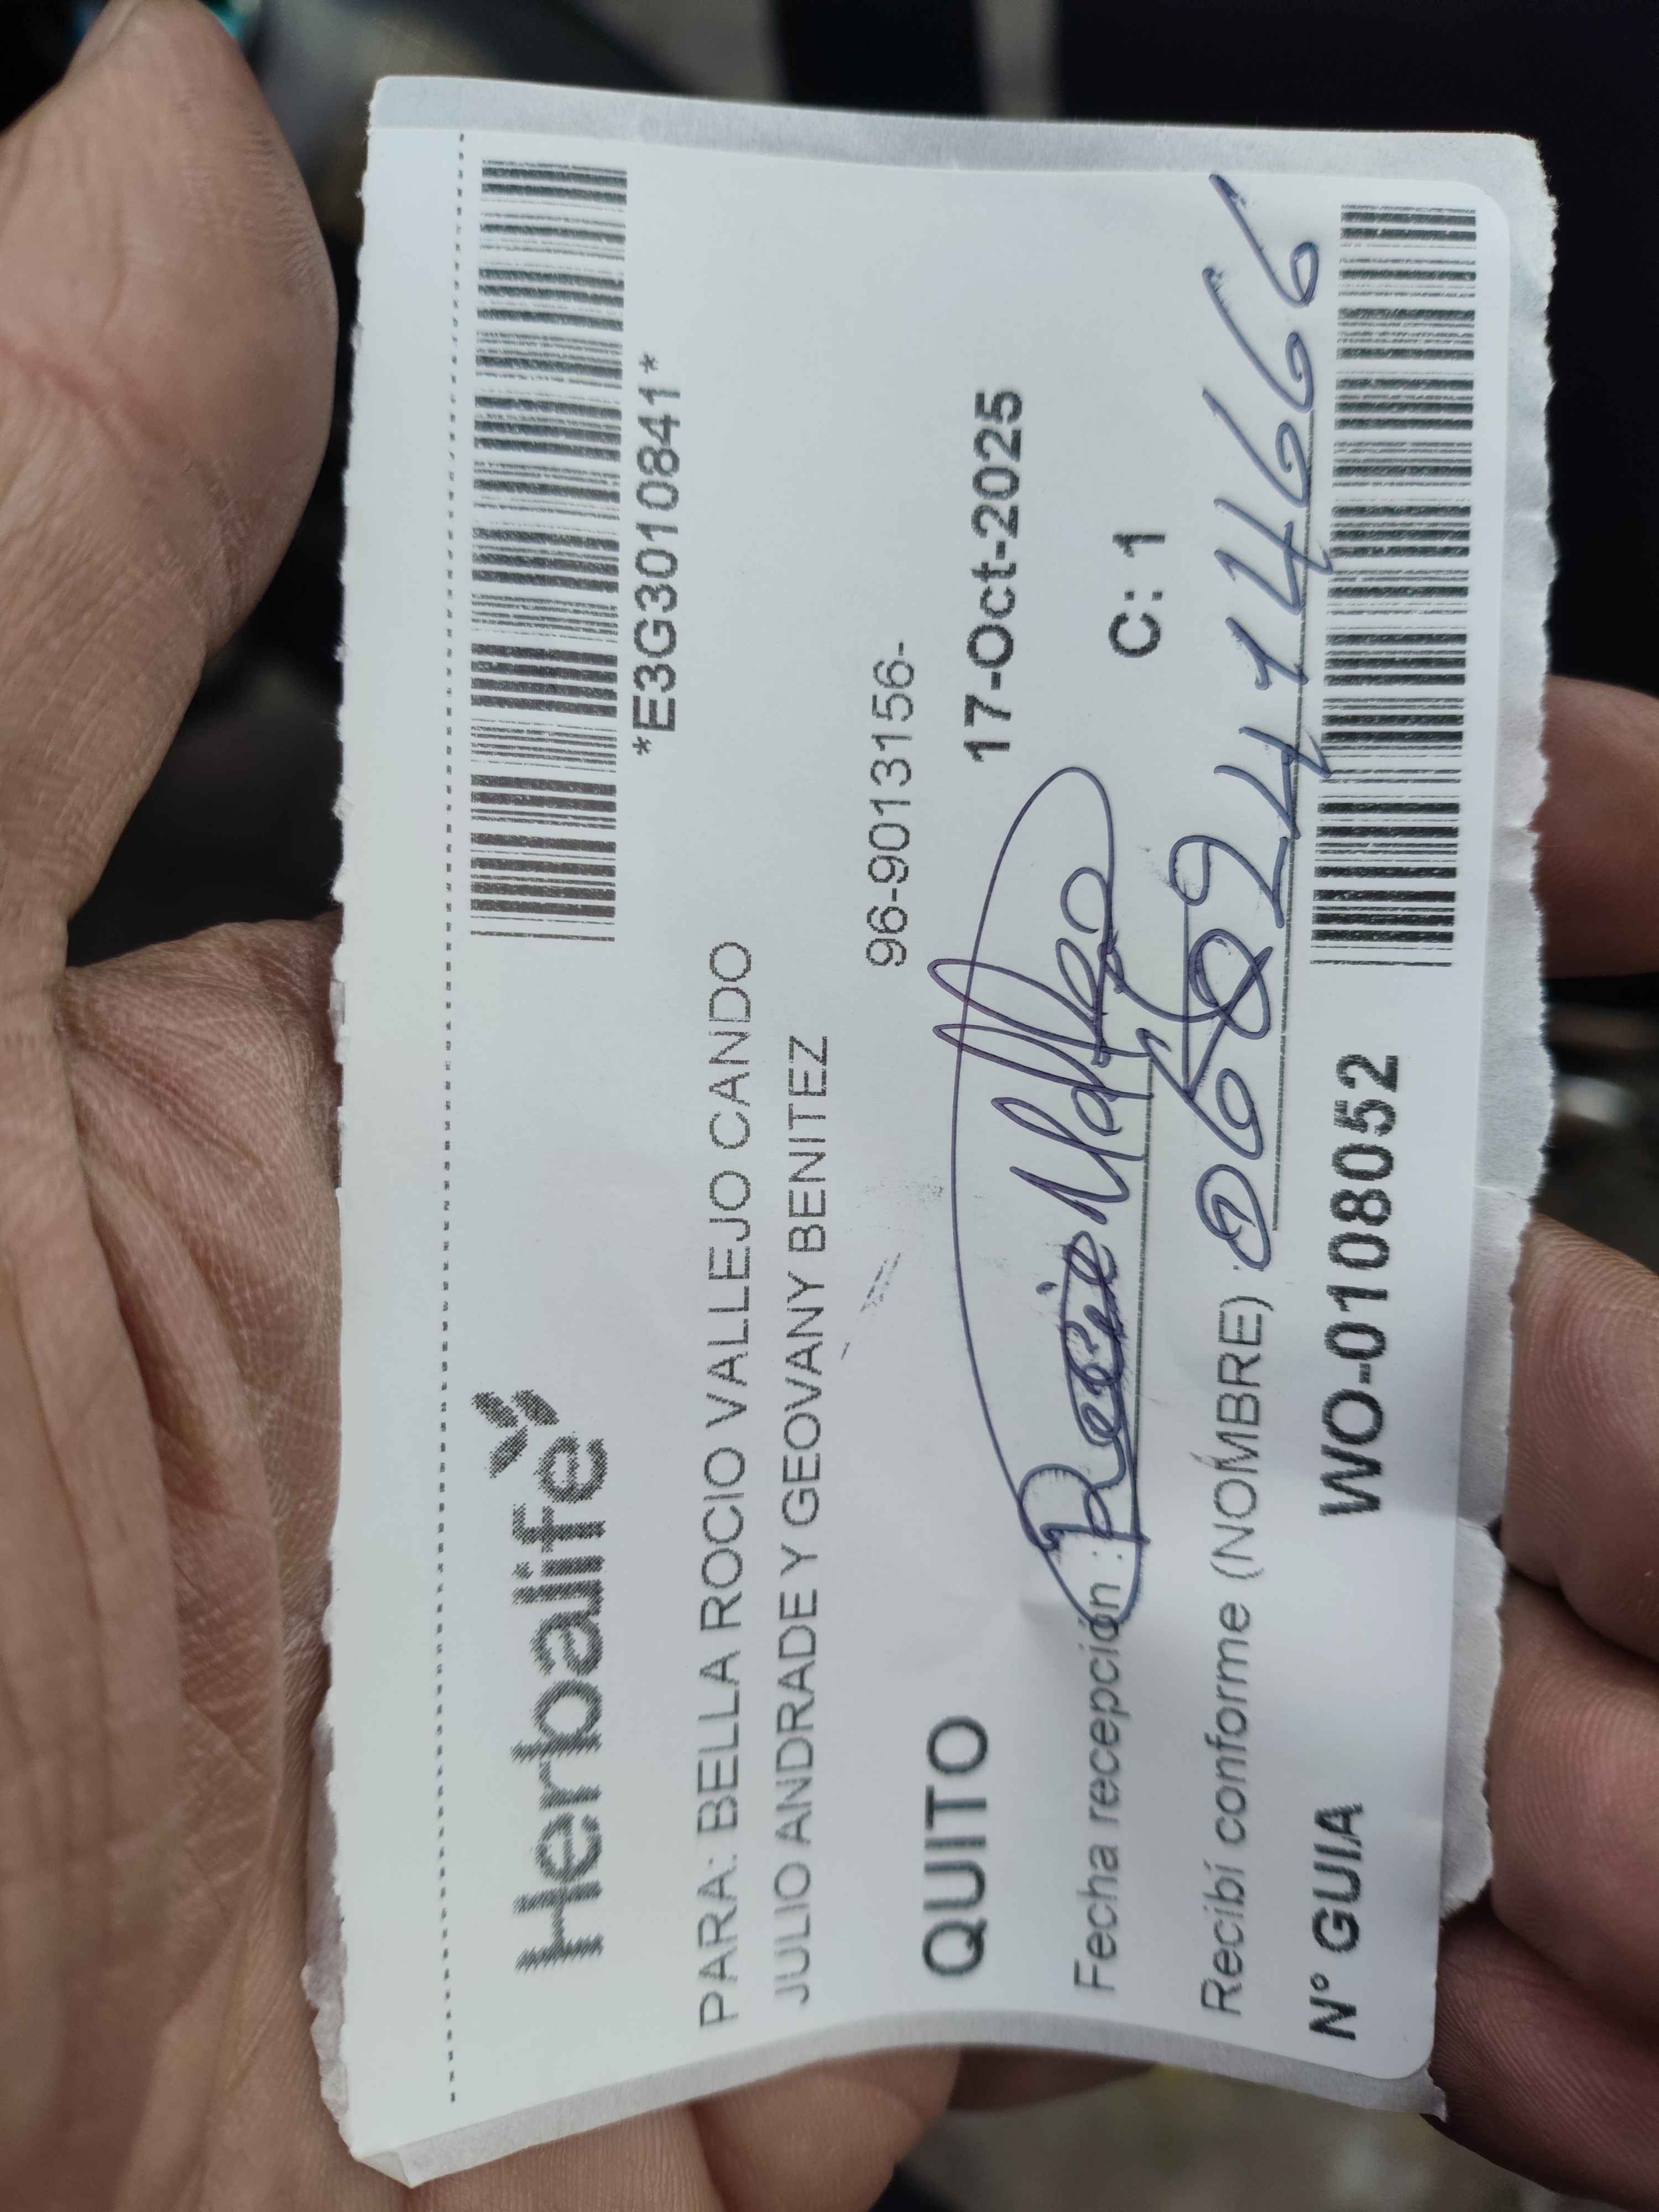 Herbalife
*E3G3010841*
PARA: BELLA ROCIO VALLEJO CANDO
JULIO ANDRADE Y GEOVANY BENITEZ
96-9013156-
QUITO
17-Oct-2025
Fecha recepción :
C: 1
Recibí conforme (NOMBRE)
N° GUIA WO-0108052